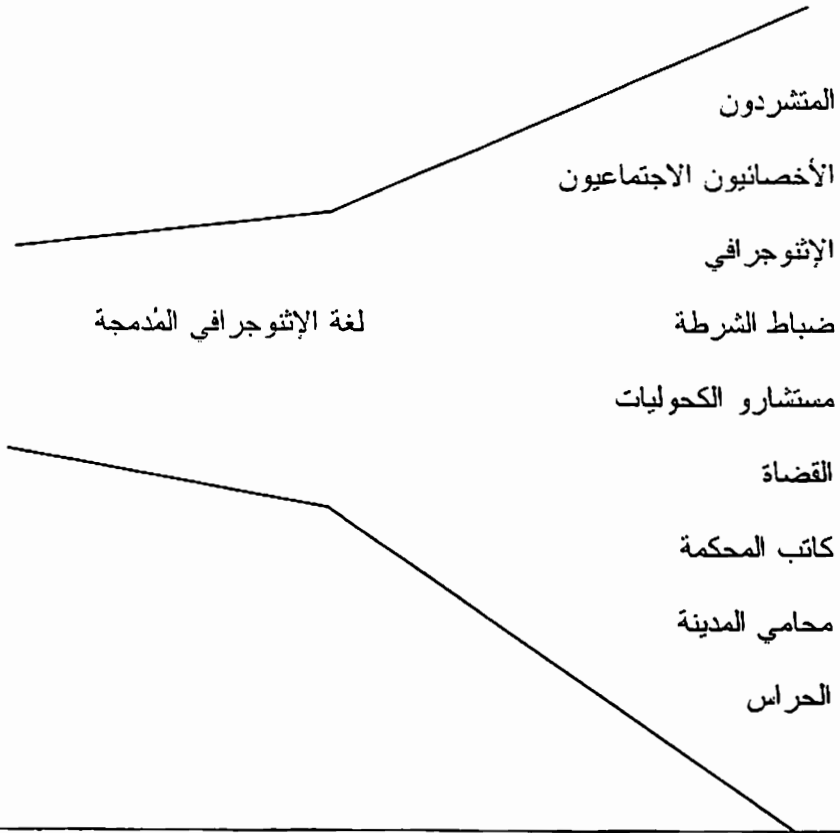 المتشردون
الأخصائيون الاجتماعيون
الإثنوجرافي
لغة الإثنوجرافي المُدمجة
ضباط الشرطة
مستشارو الكحوليات
القضاة
كاتب المحكمة
محامي المدينة
الحراس